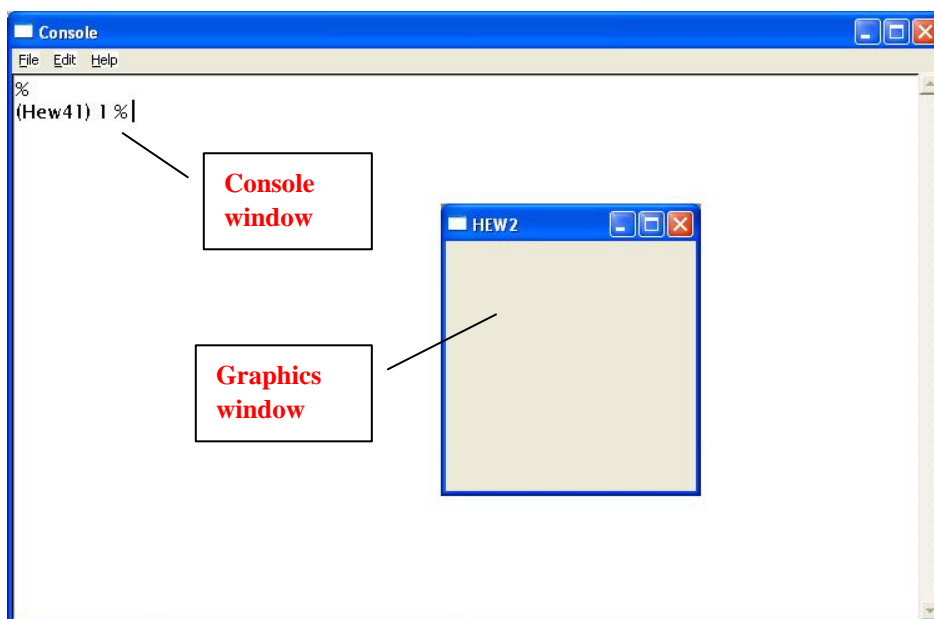 Console
File Edit Help
%
(Hew41) 1 %
Console
window
HEW2
Graphics
window